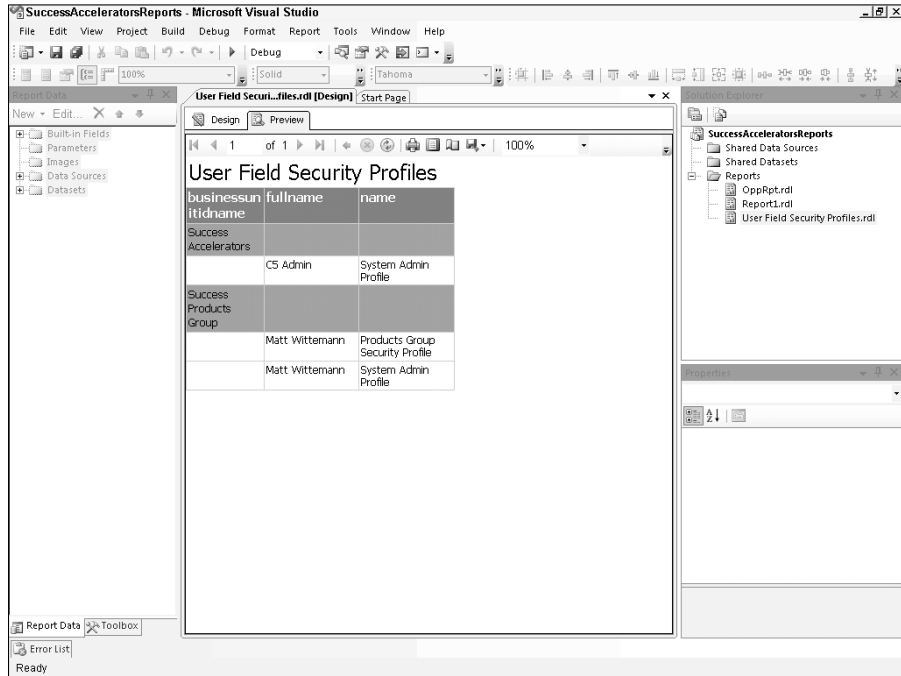 SuccessAcceleratorsReports - Microsoft Visual Studio
File Edit View Project Build Debug Format Report Tools Window Help
Debug
100% Solid Tahoma
Report Data
New Edit...
Built-in Fields
Parameters
Images
Data Sources
Datasets
User Field Securi...files.rdl [Design] Start Page
Design Preview
1 of 1 100%
User Field Security Profiles
businessun fullname name
itidname
Success
Accelerators
C5 Admin System Admin
Profile
Success
Products
Group
Matt Wittemann Products Group
Security Profile
Matt Wittemann System Admin
Profile
Solution Explorer
SuccessAcceleratorsReports
Shared Data Sources
Shared Datasets
Reports
OppRpt.rdl
Report1.rdl
User Field Security Profiles.rdl
Properties
Report Data Toolbox
Error List
Ready